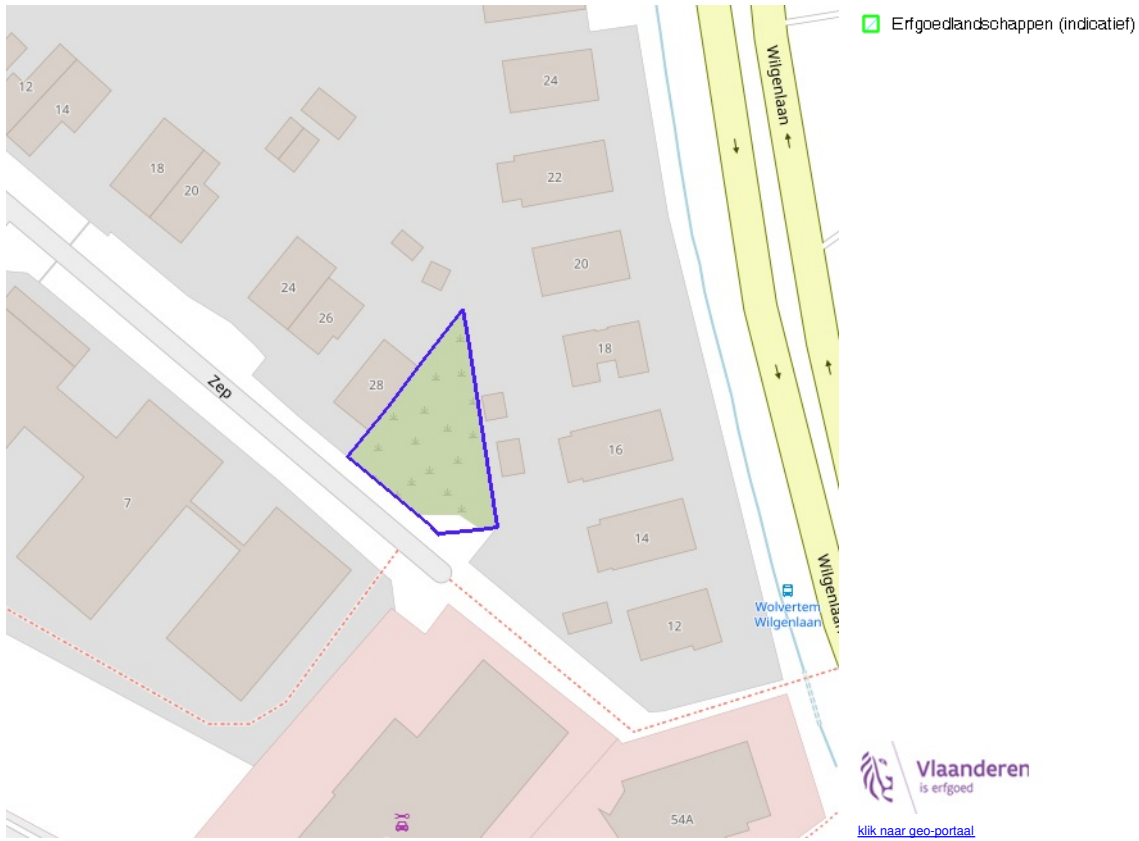 Erfgoedlandschappen (indicatief)
24
Wilgenlaan
12
14
18
20
22
24
26
20
28
18
Zep
16
7
14
Wolvertem
Wilgenlaan
12
Wilgenlaan
54A
Vlaanderen
is erfgoed
klik naar geo-portaal